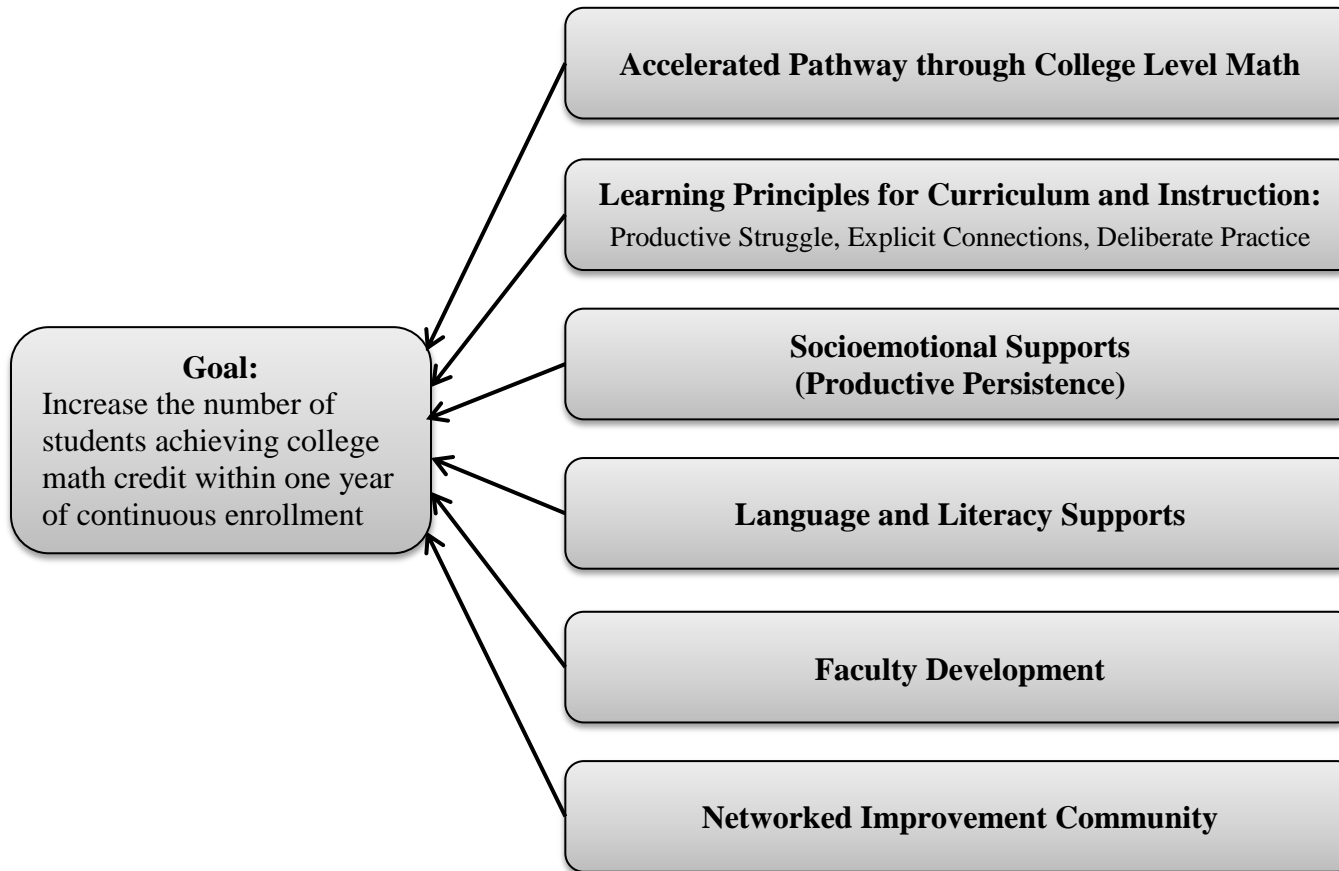 Accelerated Pathway through College Level Math
Learning Principles for Curriculum and Instruction:
Productive Struggle, Explicit Connections, Deliberate Practice
Socioemotional Supports
(Productive Persistence)
Goal:
Increase the number of
students achieving college
math credit within one year
of continuous enrollment
Language and Literacy Supports
Faculty Development
Networked Improvement Community